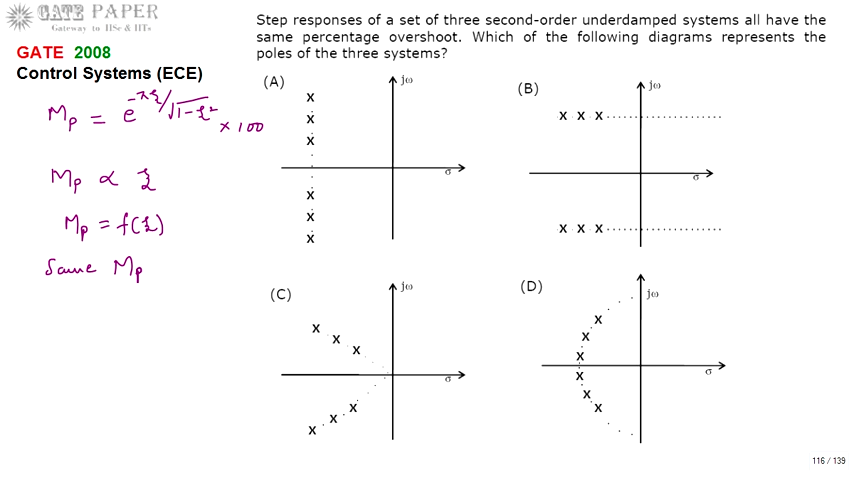 GATE PAPER
Gateway to IISc & IITs
GATE 2008
Control Systems (ECE)
Step responses of a set of three second-order underdamped systems all have the
same percentage overshoot. Which of the following diagrams represents the
poles of the three systems?
Mp = e^-πξ/√1-ξ² × 100
Mp ∝ ξ
Mp = f(ξ)
Same Mp
(A)
jω
σ
(B)
jω
σ
(C)
jω
σ
(D)
jω
σ
116 / 139